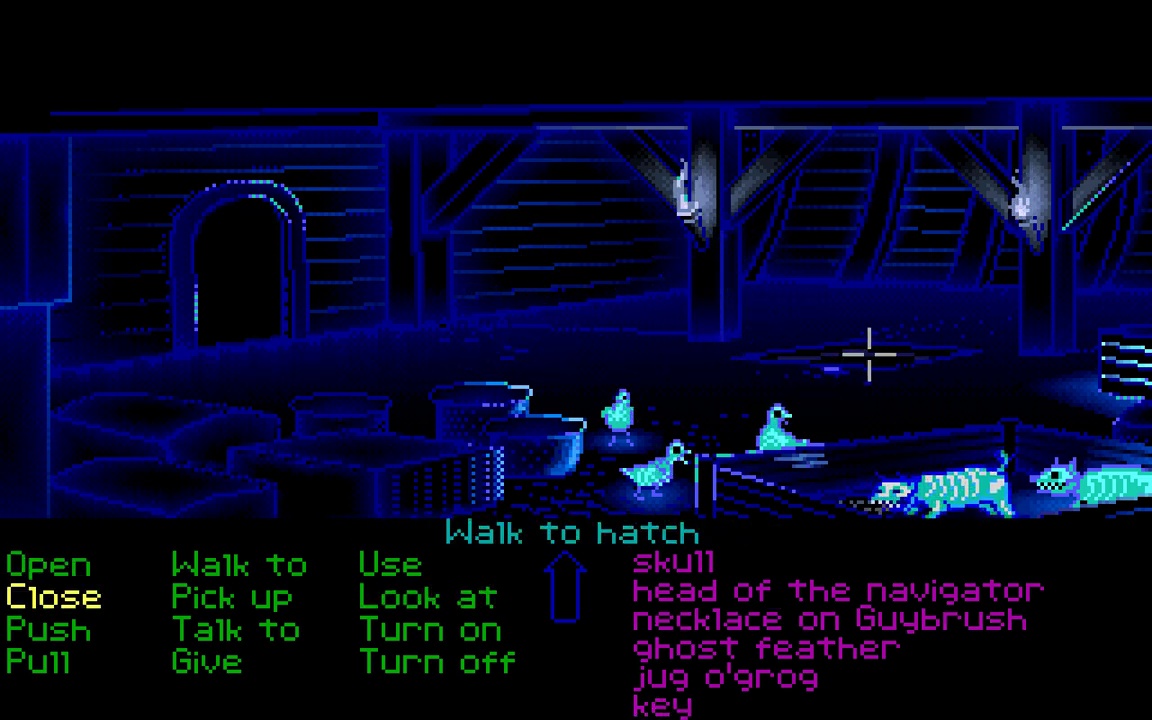 Walk to hatch
Open Walk to Use
Close Pick up Look at
Push Talk to Turn on
Pull Give Turn off
skull
head of the navigator
necklace on Guybrush
ghost feather
jug o'grog
key